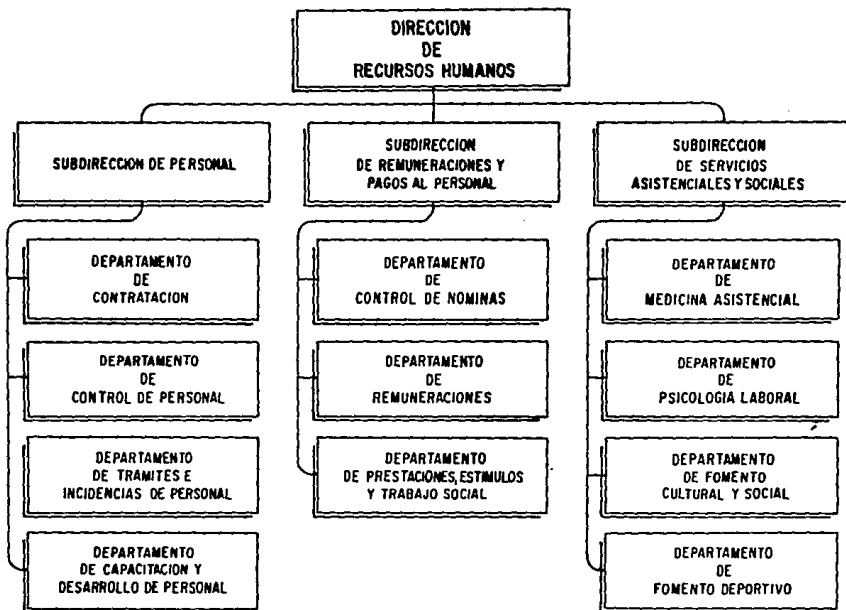 DIRECCION
DE
RECURSOS HUMANOS
SUBDIRECCION DE PERSONAL
SUBDIRECCION
DE REMUNERACIONES Y
PAGOS AL PERSONAL
SUBDIRECCION
DE SERVICIOS
ASISTENCIALES Y SOCIALES
DEPARTAMENTO
DE
CONTRATACION
DEPARTAMENTO
DE
CONTROL DE PERSONAL
DEPARTAMENTO
DE TRAMITES E
INCIDENCIAS DE PERSONAL
DEPARTAMENTO
DE CAPACITACION Y
DESARROLLO DE PERSONAL
DEPARTAMENTO
DE
CONTROL DE NOMINAS
DEPARTAMENTO
DE
REMUNERACIONES
DEPARTAMENTO
DE PRESTACIONES, ESTIMULOS
Y TRABAJO SOCIAL
DEPARTAMENTO
DE
MEDICINA ASISTENCIAL
DEPARTAMENTO
DE
PSICOLOGIA LABORAL
DEPARTAMENTO
DE FOMENTO
CULTURAL Y SOCIAL
DEPARTAMENTO
DE
FOMENTO DEPORTIVO